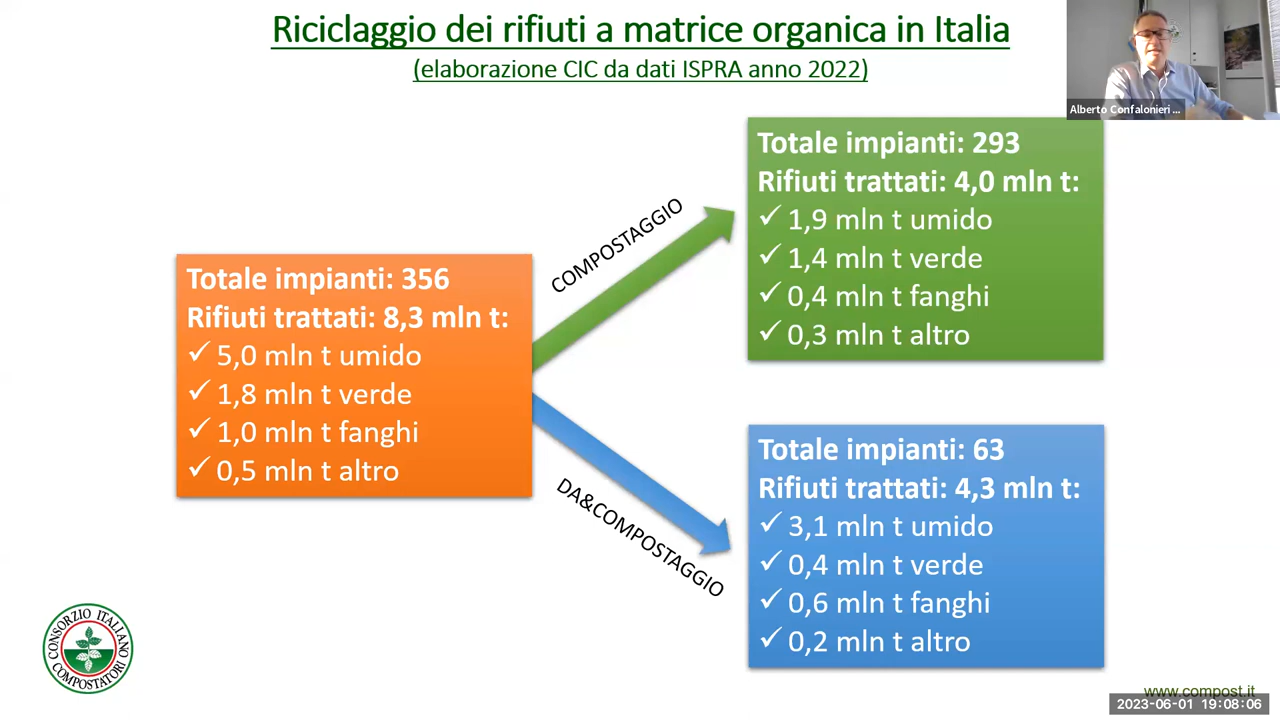 Riciclaggio dei rifiuti a matrice organica in Italia
(elaborazione CIC da dati ISPRA anno 2022)
Alberto Confalonieri ...
Totale impianti: 356
Rifiuti trattati: 8,3 mln t:
✓ 5,0 mln t umido
✓ 1,8 mln t verde
✓ 1,0 mln t fanghi
✓ 0,5 mln t altro
COMPOSTAGGIO
Totale impianti: 293
Rifiuti trattati: 4,0 mln t:
✓ 1,9 mln t umido
✓ 1,4 mln t verde
✓ 0,4 mln t fanghi
✓ 0,3 mln t altro
DA&COMPOSTAGGIO
Totale impianti: 63
Rifiuti trattati: 4,3 mln t:
✓ 3,1 mln t umido
✓ 0,4 mln t verde
✓ 0,6 mln t fanghi
✓ 0,2 mln t altro
CONSORZIO ITALIANO
COMPOSTATORI
www.compost.it
2023-06-01 19:08:06